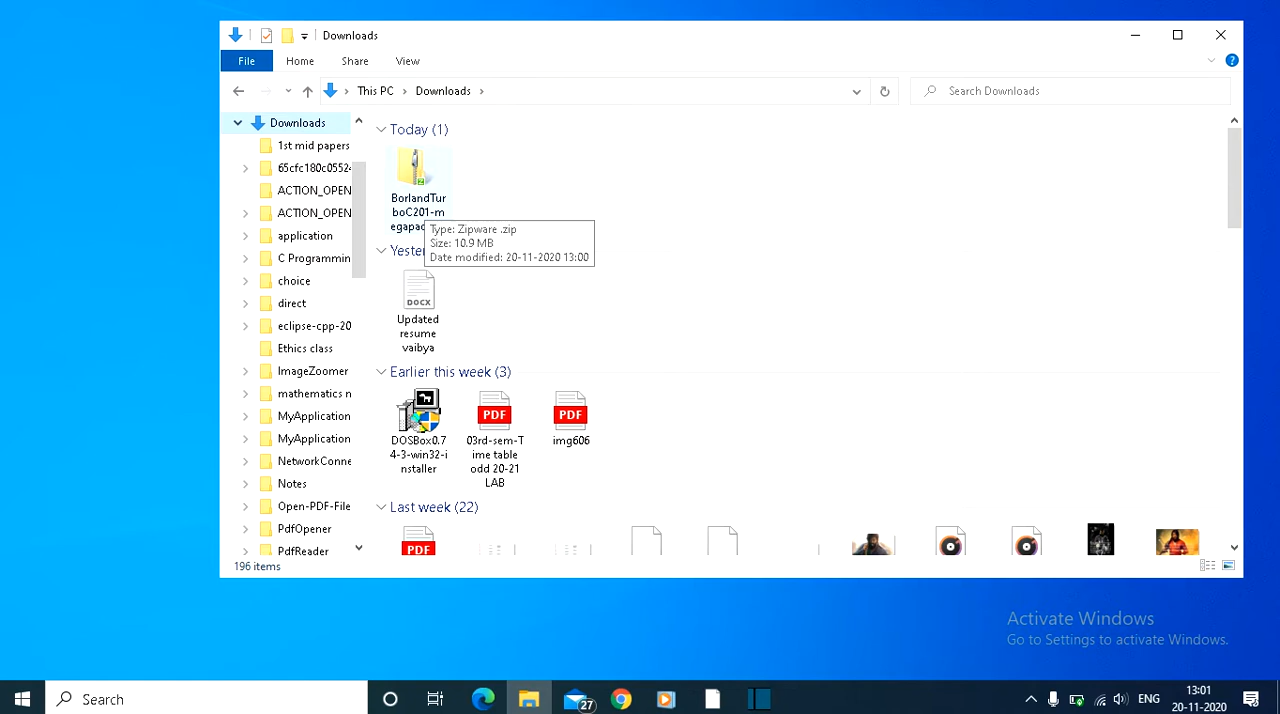 Downloads
File
Home
Share
View
This PC
Downloads
Search Downloads
Downloads
1st mid papers
65cfc180c0552
ACTION_OPEN
ACTION_OPEN
application
C Programmin
choice
direct
eclipse-cpp-20
Ethics class
ImageZoomer
mathematics n
MyApplication
MyApplication
NetworkConne
Notes
Open-PDF-File
PdfOpener
PdfReader
Today (1)
BorlandTur
boC201-m
egapac
Type: Zipware .zip
Size: 10.9 MB
Date modified: 20-11-2020 13:00
Yeste
DOCX
Updated
resume
vaibya
Earlier this week (3)
DOSBox0.7
4-3-win32-i
nstaller
PDF
03rd-sem-T
ime table
odd 20-21
LAB
PDF
img606
Last week (22)
PDF
196 items
Activate Windows
Go to Settings to activate Windows.
Search
27
ENG
13:01
20-11-2020